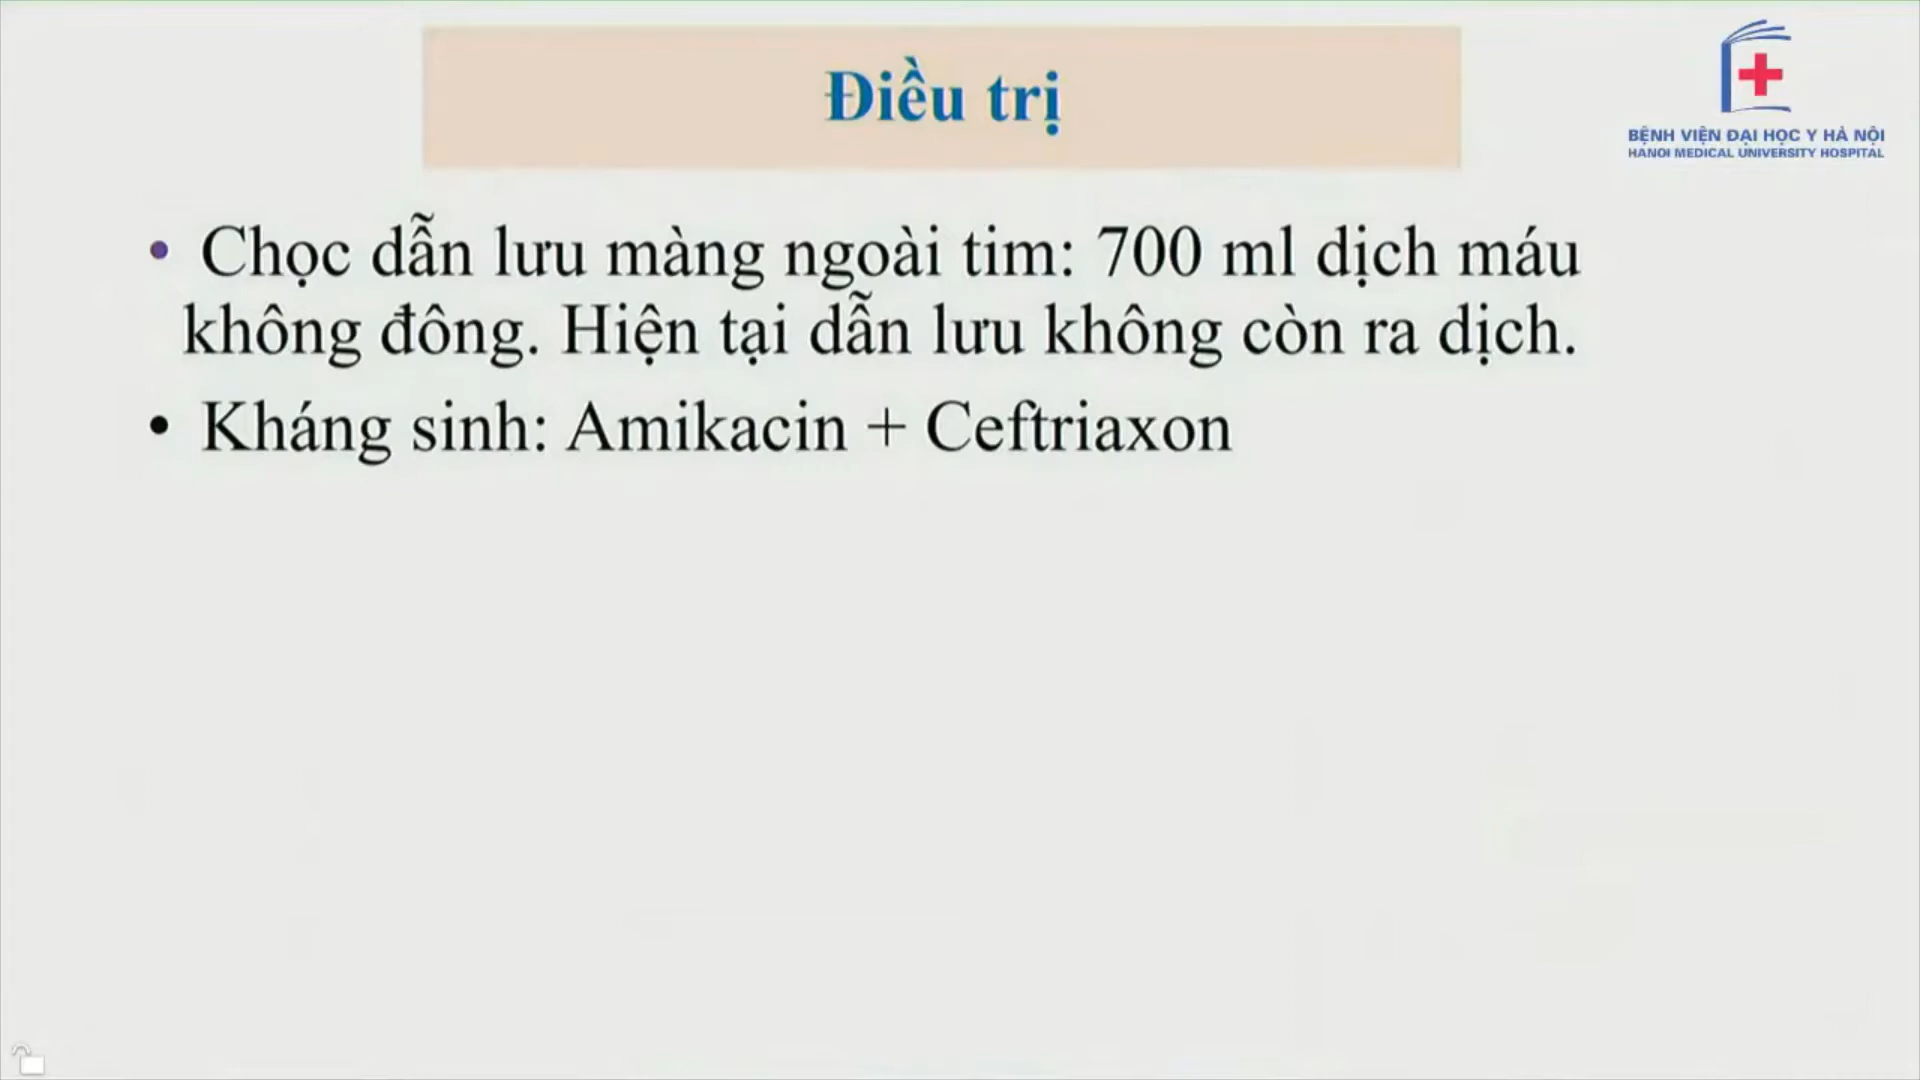 Điều trị
BỆNH VIỆN ĐẠI HỌC Y HÀ NỘI
HANOI MEDICAL UNIVERSITY HOSPITAL
• Chọc dẫn lưu màng ngoài tim: 700 ml dịch máu
không đông. Hiện tại dẫn lưu không còn ra dịch.
• Kháng sinh: Amikacin + Ceftriaxon